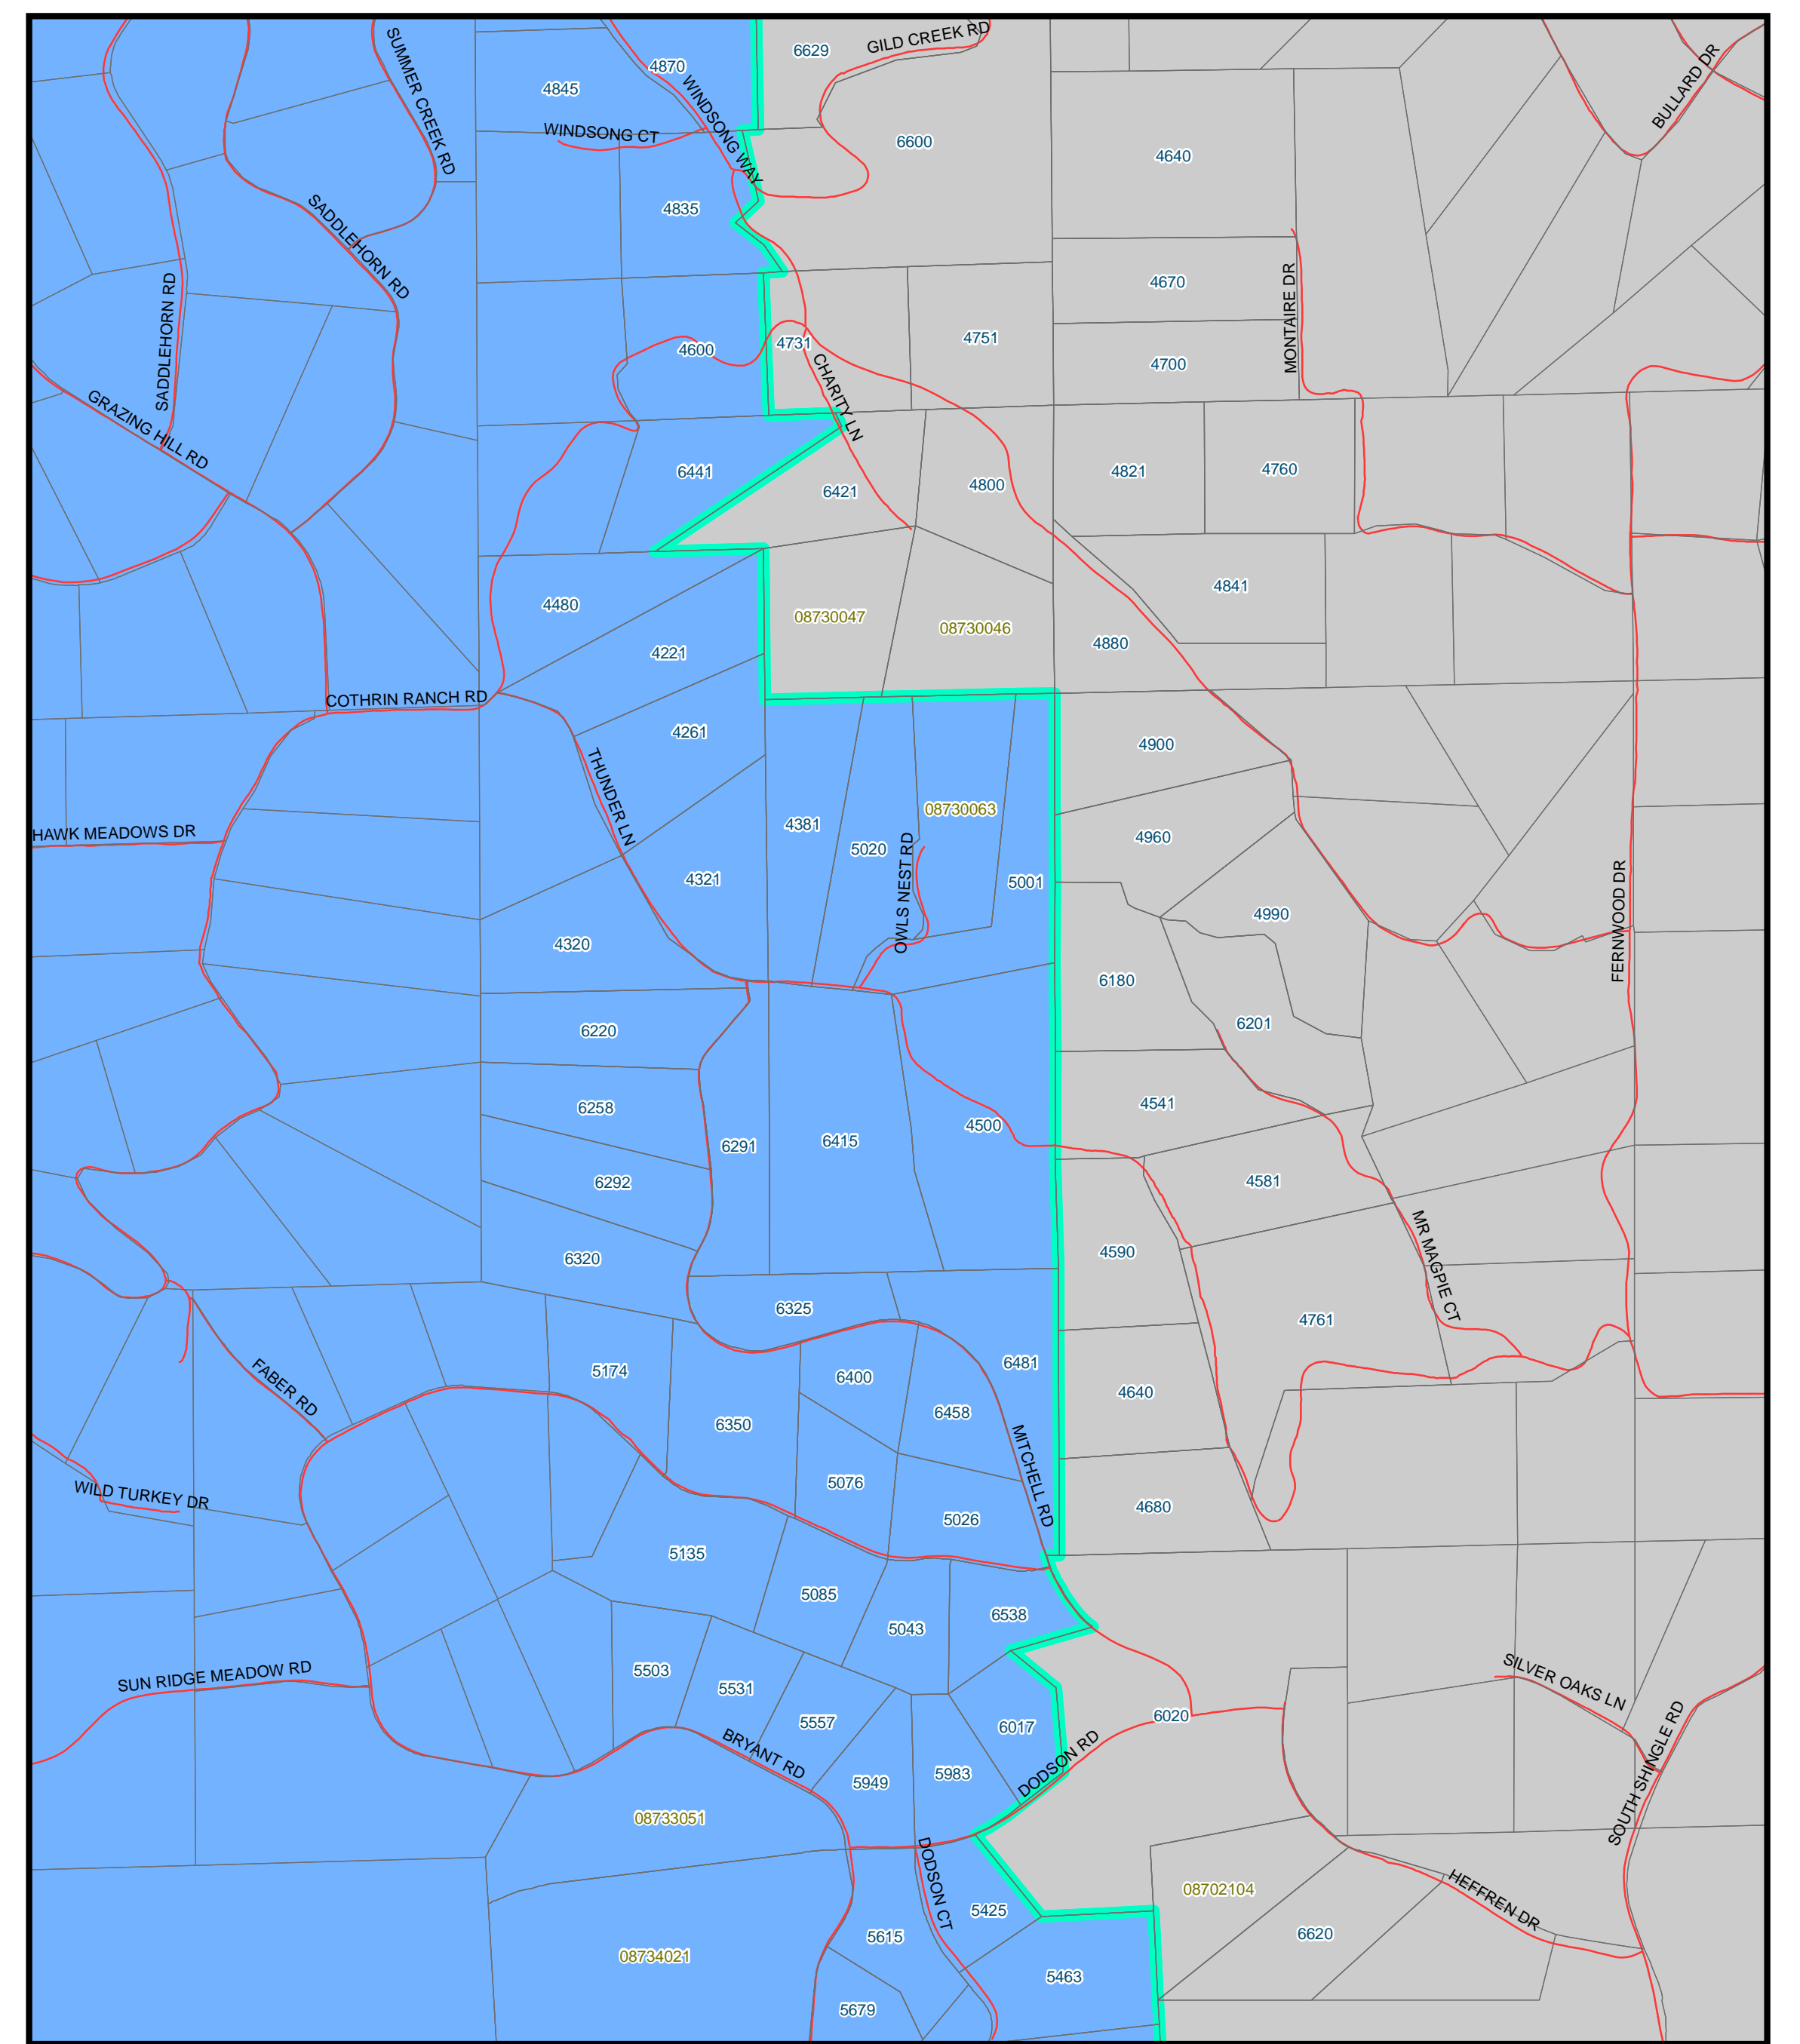 GILD CREEK RD
6629
SUMMER CREEK RD
4870
BULLARD DR
4845
WINDSONG WAY
WINDSONG CT
6600
4640
4835
SADDLEHORN RD
SADDLEHORN RD
4670
MONTAIRE DR
4731
4751
4600
4700
CHARITY LN
GRAZING HILL RD
6441
4821
4760
6421
4800
4841
4480
08730047
08730046
4880
4221
COTHRIN RANCH RD
4261
4900
THUNDER LN
08730063
4381
HAWK MEADOWS DR
4960
5020
OWLS NEST RD
4321
5001
FERNWOOD DR
4990
4320
6180
6201
6220
6258
4541
4500
6291
6415
6292
4581
4590
6320
MR MAGPIE CT
6325
4761
6481
5174
6400
FABER RD
4640
6458
6350
MITCHELL RD
5076
WILD TURKEY DR
4680
5026
5135
5085
6538
5043
SUN RIDGE MEADOW RD
5503
5531
SILVER OAKS LN
6020
5557
6017
SOUTH SHINGLE RD
BRYANT RD
DODSON RD
5949
5983
08733051
DODSON CT
08702104
HEFFREN DR
5425
6620
5615
08734021
5463
5679